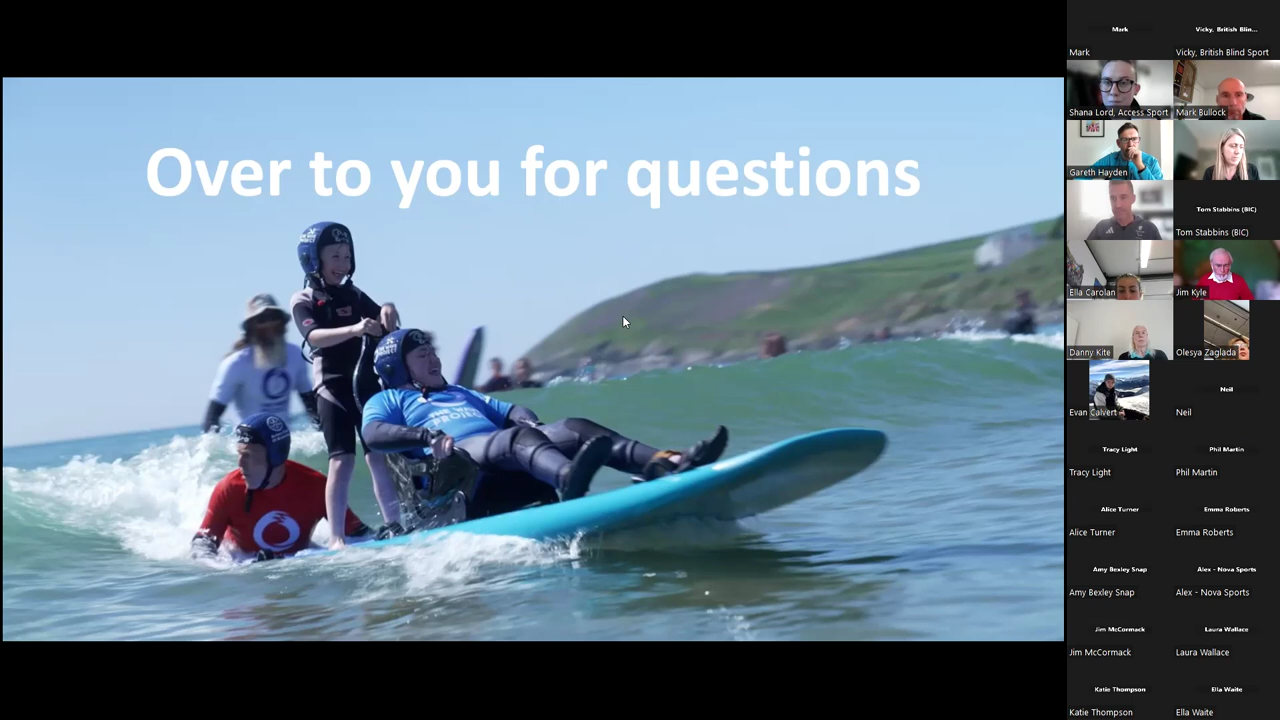 Over to you for questions
Mark
Mark
Vicky, British Blin...
Vicky, British Blind Sport
Shana Lord, Access Sport
Mark Bullock
Gareth Hayden
Tom Stabbins (BIC)
Tom Stabbins (BIC)
Ella Carolan
Jim Kyle
Danny Kite
Olesya Zaglada
Evan Calvert
Neil
Neil
Tracy Light
Tracy Light
Phil Martin
Phil Martin
Alice Turner
Alice Turner
Emma Roberts
Emma Roberts
Amy Bexley Snap
Amy Bexley Snap
Alex - Nova Sports
Alex - Nova Sports
Jim McCormack
Jim McCormack
Laura Wallace
Laura Wallace
Katie Thompson
Katie Thompson
Ella Waite
Ella Waite